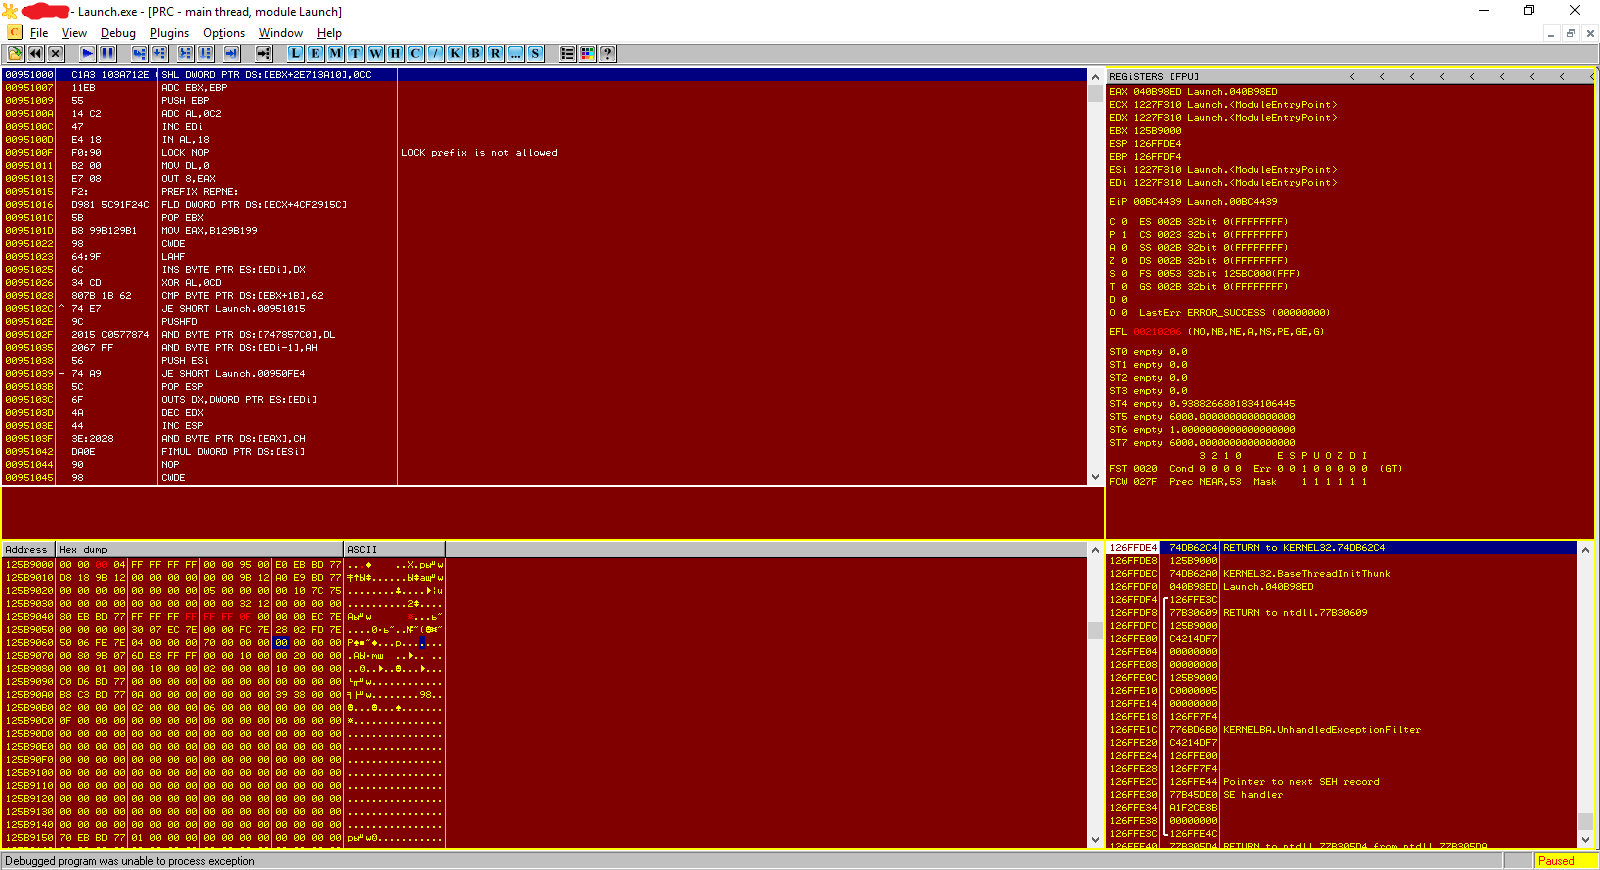 - Launch.exe - [PRC - main thread, module Launch]
C File View Debug Plugins Options Window Help
L E M T W H C / K B R ... S ?
00951000 C1A3 103A712E SHL DWORD PTR DS:[EBX+2E713A10],0CC
00951007 11EB ADC EBX,EBP
00951009 55 PUSH EBP
0095100A 14 C2 ADC AL,0C2
0095100C 47 INC EDi
0095100D E4 18 IN AL,18
0095100F F0:90 LOCK NOP LOCK prefix is not allowed
00951011 B2 00 MOV DL,0
00951013 E7 08 OUT 8,EAX
00951015 F2: PREFIX REPNE:
00951016 D981 5C91F24C FLD DWORD PTR DS:[ECX+4CF2915C]
0095101C 5B POP EBX
0095101D B8 99B129B1 MOV EAX,B129B199
00951022 98 CWDE
00951023 64:9F LAHF
00951025 6C INS BYTE PTR ES:[EDi],DX
00951026 34 CD XOR AL,0CD
00951028 807B 1B 62 CMP BYTE PTR DS:[EBX+1B],62
0095102C ^ 74 E7 JE SHORT Launch.00951015
0095102E 9C PUSHFD
0095102F 2015 C0577874 AND BYTE PTR DS:[747857C0],DL
00951035 2067 FF AND BYTE PTR DS:[EDi-1],AH
00951038 56 PUSH ESi
00951039 - 74 A9 JE SHORT Launch.00950FE4
0095103B 5C POP ESP
0095103C 6F OUTS DX,DWORD PTR ES:[EDi]
0095103D 4A DEC EDX
0095103E 44 INC ESP
0095103F 3E:2028 AND BYTE PTR DS:[EAX],CH
00951042 DA0E FIMUL DWORD PTR DS:[ESi]
00951044 90 NOP
00951045 98 CWDE
REGiSTERS [FPU] < < < < < < < < <
EAX 040B98ED Launch.040B98ED
ECX 1227F310 Launch.<ModuleEntryPoint>
EDX 1227F310 Launch.<ModuleEntryPoint>
EBX 125B9000
ESP 126FFDE4
EBP 126FFDF4
ESi 1227F310 Launch.<ModuleEntryPoint>
EDi 1227F310 Launch.<ModuleEntryPoint>
EiP 00BC4439 Launch.00BC4439
C 0 ES 002B 32bit 0(FFFFFFFF)
P 1 CS 0023 32bit 0(FFFFFFFF)
A 0 SS 002B 32bit 0(FFFFFFFF)
Z 0 DS 002B 32bit 0(FFFFFFFF)
S 0 FS 0053 32bit 125BC000(FFF)
T 0 GS 002B 32bit 0(FFFFFFFF)
D 0
O 0 LastErr ERROR_SUCCESS (00000000)
EFL 00210206 (NO,NB,NE,A,NS,PE,GE,G)
ST0 empty 0.0
ST1 empty 0.0
ST2 empty 0.0
ST3 empty 0.0
ST4 empty 0.9388266801834106445
ST5 empty 6000.0000000000000000
ST6 empty 1.0000000000000000000
ST7 empty 6000.0000000000000000
3 2 1 0 E S P U O Z D I
FST 0020 Cond 0 0 0 0 Err 0 0 1 0 0 0 0 0 (GT)
FCW 027F Prec NEAR,53 Mask 1 1 1 1 1 1
Address Hex dump ASCII
125B9000 00 00 00 04 FF FF FF FF 00 00 95 00 E0 EB BD 77
125B9010 D8 18 9B 12 00 00 00 00 00 00 9B 12 A0 E9 BD 77
125B9020 00 00 00 00 00 00 00 00 05 00 00 00 00 10 7C 75
125B9030 00 00 00 00 00 00 00 00 00 00 32 12 00 00 00 00
125B9040 80 EB BD 77 FF FF FF FF FF FF FF 0F 00 00 EC 7E
125B9050 00 00 00 00 30 07 EC 7E 00 00 FC 7E 28 02 FD 7E
125B9060 50 06 FE 7E 04 00 00 00 70 00 00 00 00 00 00 00
125B9070 00 80 9B 07 6D E8 FF FF 00 00 10 00 00 20 00 00
125B9080 00 00 01 00 00 10 00 00 02 00 00 00 10 00 00 00
125B9090 C0 D6 BD 77 00 00 00 00 00 00 00 00 00 00 00 00
125B90A0 B8 C3 BD 77 0A 00 00 00 00 00 00 00 39 38 00 00
125B90B0 02 00 00 00 02 00 00 00 06 00 00 00 00 00 00 00
125B90C0 0F 00 00 00 00 00 00 00 00 00 00 00 00 00 00 00
125B90D0 00 00 00 00 00 00 00 00 00 00 00 00 00 00 00 00
125B90E0 00 00 00 00 00 00 00 00 00 00 00 00 00 00 00 00
125B90F0 00 00 00 00 00 00 00 00 00 00 00 00 00 00 00 00
125B9100 00 00 00 00 00 00 00 00 00 00 00 00 00 00 00 00
125B9110 00 00 00 00 00 00 00 00 00 00 00 00 00 00 00 00
125B9120 00 00 00 00 00 00 00 00 00 00 00 00 00 00 00 00
125B9130 00 00 00 00 00 00 00 00 00 00 00 00 00 00 00 00
125B9140 00 00 00 00 00 00 00 00 00 00 00 00 00 00 00 00
125B9150 70 EB BD 77 01 00 00 00 00 00 00 00 00 00 00 00
126FFDE4 74DB62C4 RETURN to KERNEL32.74DB62C4
126FFDE8 125B9000
126FFDEC 74DB62A0 KERNEL32.BaseThreadInitThunk
126FFDF0 040B98ED Launch.040B98ED
126FFDF4 126FFE3C
126FFDF8 77B30609 RETURN to ntdll.77B30609
126FFDFC 125B9000
126FFE00 C4214DF7
126FFE04 00000000
126FFE08 00000000
126FFE0C 125B9000
126FFE10 C0000005
126FFE14 00000000
126FFE18 126FF7F4
126FFE1C 776BD6B0 KERNELBA.UnhandledExceptionFilter
126FFE20 C4214DF7
126FFE24 126FFE00
126FFE28 126FF7F4
126FFE2C 126FFE44 Pointer to next SEH record
126FFE30 77B45DE0 SE handler
126FFE34 A1F2CE8B
126FFE38 00000000
126FFE3C 126FFE4C
126FFE40 77B305D4 RETURN to ntdll.77B305D4 from ntdll.77B305DA
Debugged program was unable to process exception
Paused